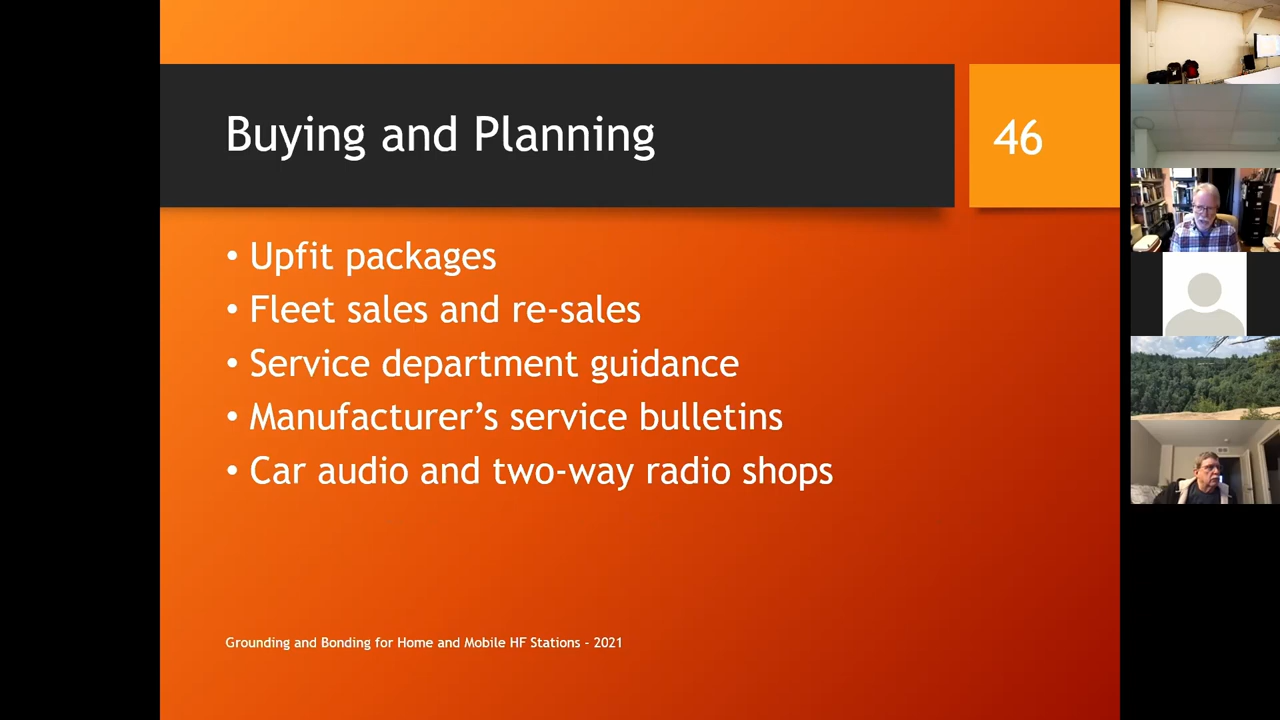 Buying and Planning
46
• Upfit packages
• Fleet sales and re-sales
• Service department guidance
• Manufacturer’s service bulletins
• Car audio and two-way radio shops
Grounding and Bonding for Home and Mobile HF Stations - 2021